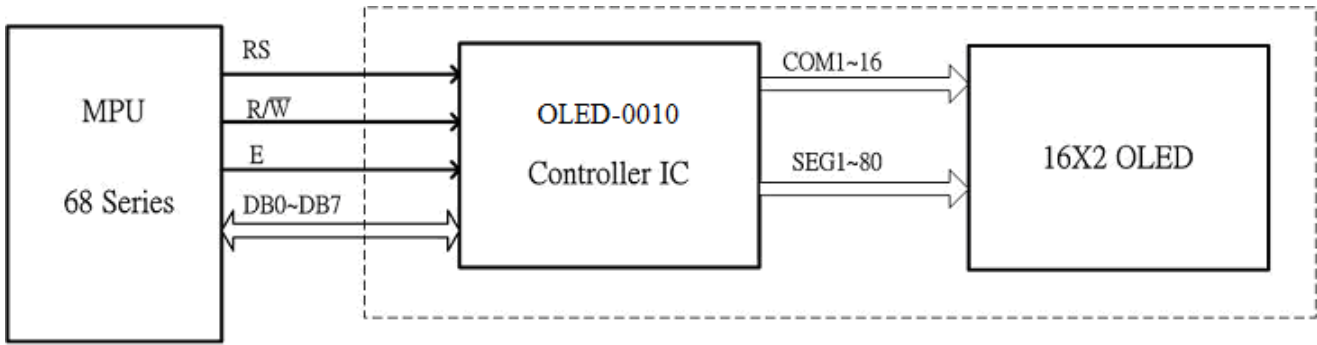 MPU
68 Series
RS
R/W̅
E
DB0~DB7
OLED-0010
Controller IC
COM1~16
SEG1~80
16X2 OLED